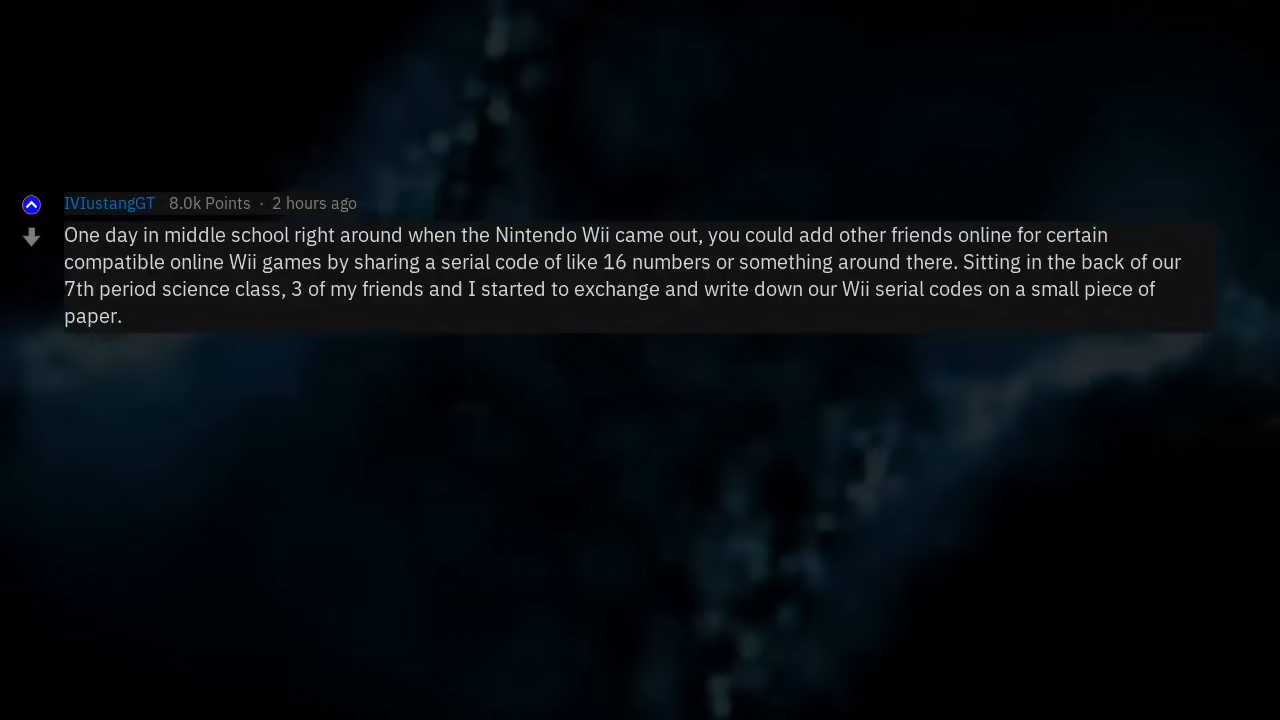 IVIustangGT 8.0k Points · 2 hours ago
One day in middle school right around when the Nintendo Wii came out, you could add other friends online for certain
compatible online Wii games by sharing a serial code of like 16 numbers or something around there. Sitting in the back of our
7th period science class, 3 of my friends and I started to exchange and write down our Wii serial codes on a small piece of
paper.